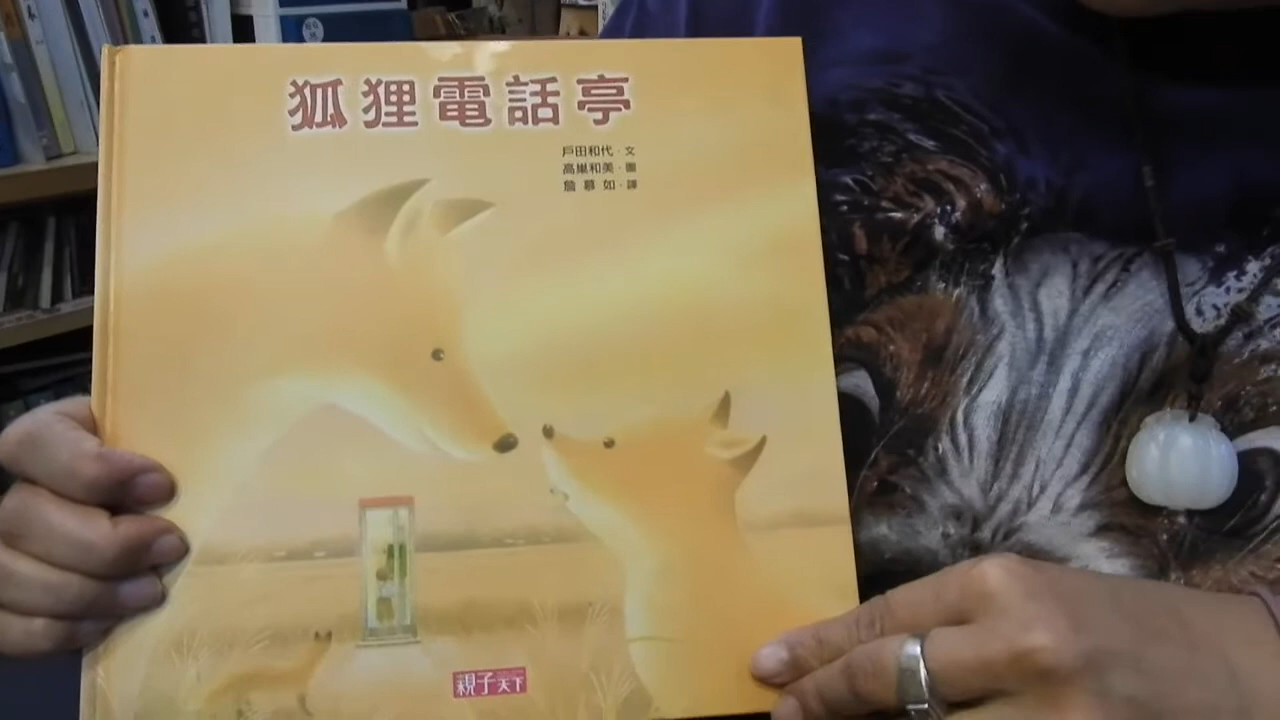 狐狸電話亭
戶田和代·文
高巢和美·圖
詹慕如·譯
親子天下